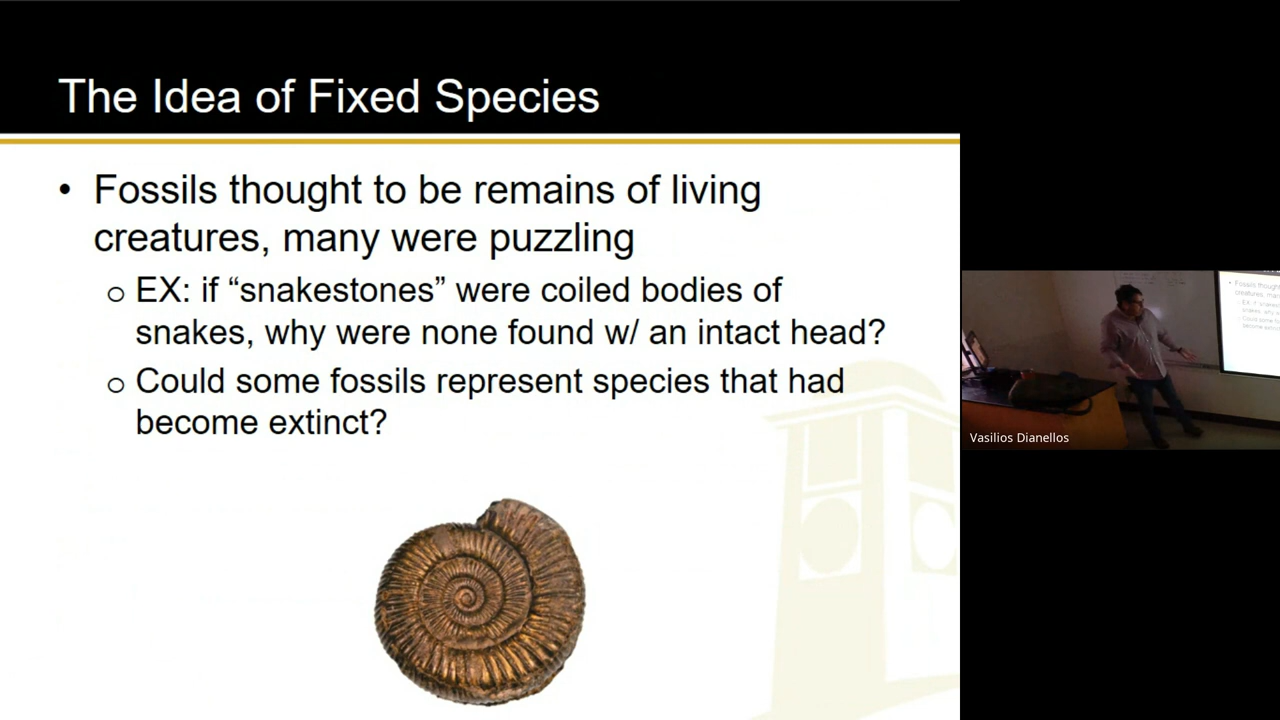 The Idea of Fixed Species
• Fossils thought to be remains of living
creatures, many were puzzling
o EX: if “snakestones” were coiled bodies of
snakes, why were none found w/ an intact head?
o Could some fossils represent species that had
become extinct?
Vasilios Dianellos